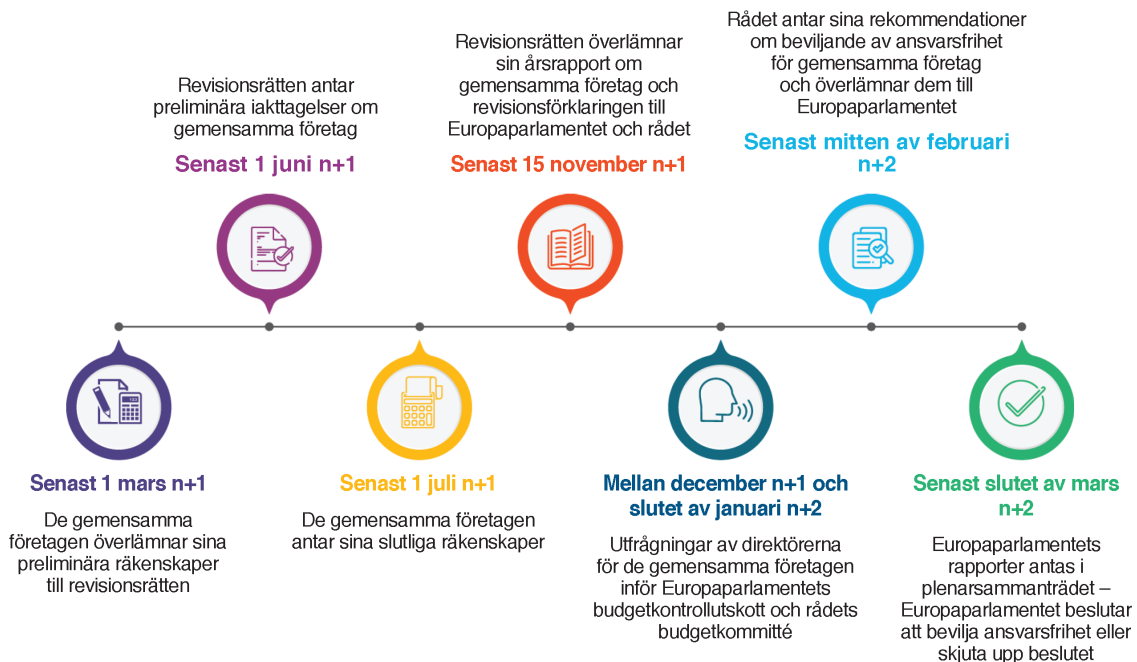 Revisionsrätten antar
preliminära iakttagelser om
gemensamma företag
Senast 1 juni n+1
Revisionsrätten överlämnar
sin årsrapport om
gemensamma företag och
revisionsförklaringen till
Europaparlamentet och rådet
Senast 15 november n+1
Rådet antar sina rekommendationer
om beviljande av ansvarsfrihet
för gemensamma företag
och överlämnar dem till
Europaparlamentet
Senast mitten av februari
n+2
Senast 1 mars n+1
De gemensamma
företagen överlämnar sina
preliminära räkenskaper
till revisionsrätten
Senast 1 juli n+1
De gemensamma företagen
antar sina slutliga räkenskaper
Mellan december n+1 och
slutet av januari n+2
Utfrågningar av direktörerna
för de gemensamma företagen
inför Europaparlamentets
budgetkontrollutskott och rådets
budgetkommitté
Senast slutet av mars
n+2
Europaparlamentets
rapporter antas i
plenarsammanträdet –
Europaparlamentet beslutar
att bevilja ansvarsfrihet eller
skjuta upp beslutet